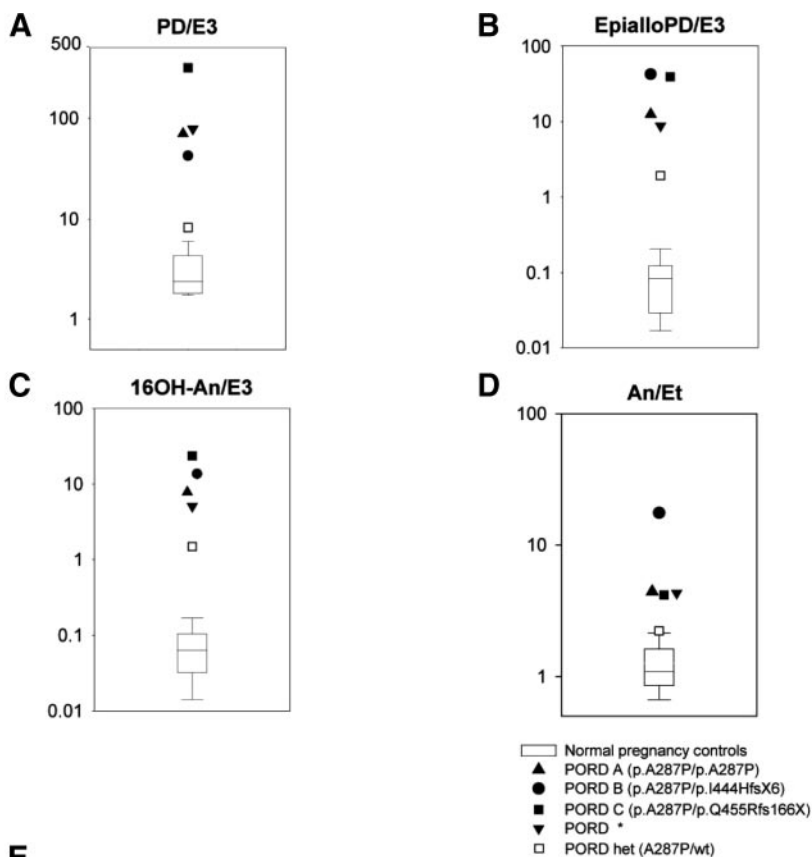 A PD/E3
500
100
10
1
B EpialloPD/E3
100
10
1
0.1
0.01
C 16OH-An/E3
100
10
1
0.1
0.01
D An/Et
100
10
1
Normal pregnancy controls
PORD A (p.A287P/p.A287P)
PORD B (p.A287P/p.I444HfsX6)
PORD C (p.A287P/p.Q455Rfs166X)
PORD *
PORD het (A287P/wt)